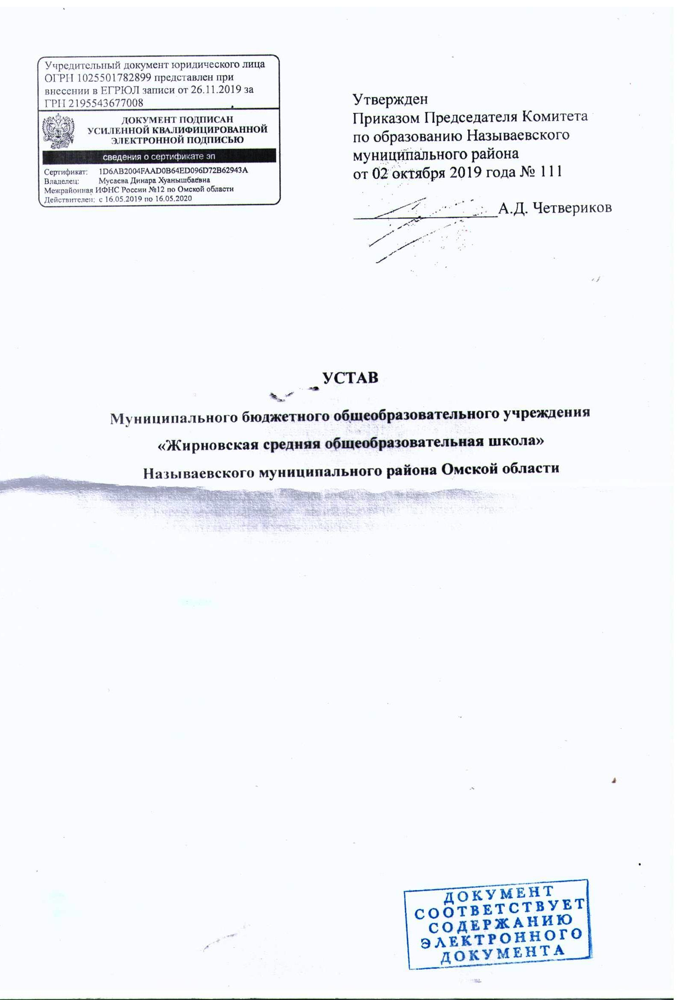 Учредительный документ юридического лица
ОГРН 1025501782899 представлен при
внесении в ЕГРЮЛ записи от 26.11.2019 за
ГРН 2195543677008
ДОКУМЕНТ ПОДПИСАН
УСИЛЕННОЙ КВАЛИФИЦИРОВАННОЙ
ЭЛЕКТРОННОЙ ПОДПИСЬЮ
сведения о сертификате эп
Сертификат: 1D6AB2004FAAD0B64ED096D72B62943A
Владелец: Мусаева Динара Хуанышбаевна
Межрайонная ИФНС России №12 по Омской области
Действителен: с 16.05.2019 по 16.05.2020
Утвержден
Приказом Председателя Комитета
по образованию Называевского
муниципального района
от 02 октября 2019 года № 111
А.Д. Четвериков
УСТАВ
Муниципального бюджетного общеобразовательного учреждения
«Жирновская средняя общеобразовательная школа»
Называевского муниципального района Омской области
ДОКУМЕНТ
СООТВЕТСТВУЕТ
СОДЕРЖАНИЮ
ЭЛЕКТРОННОГО
ДОКУМЕНТА